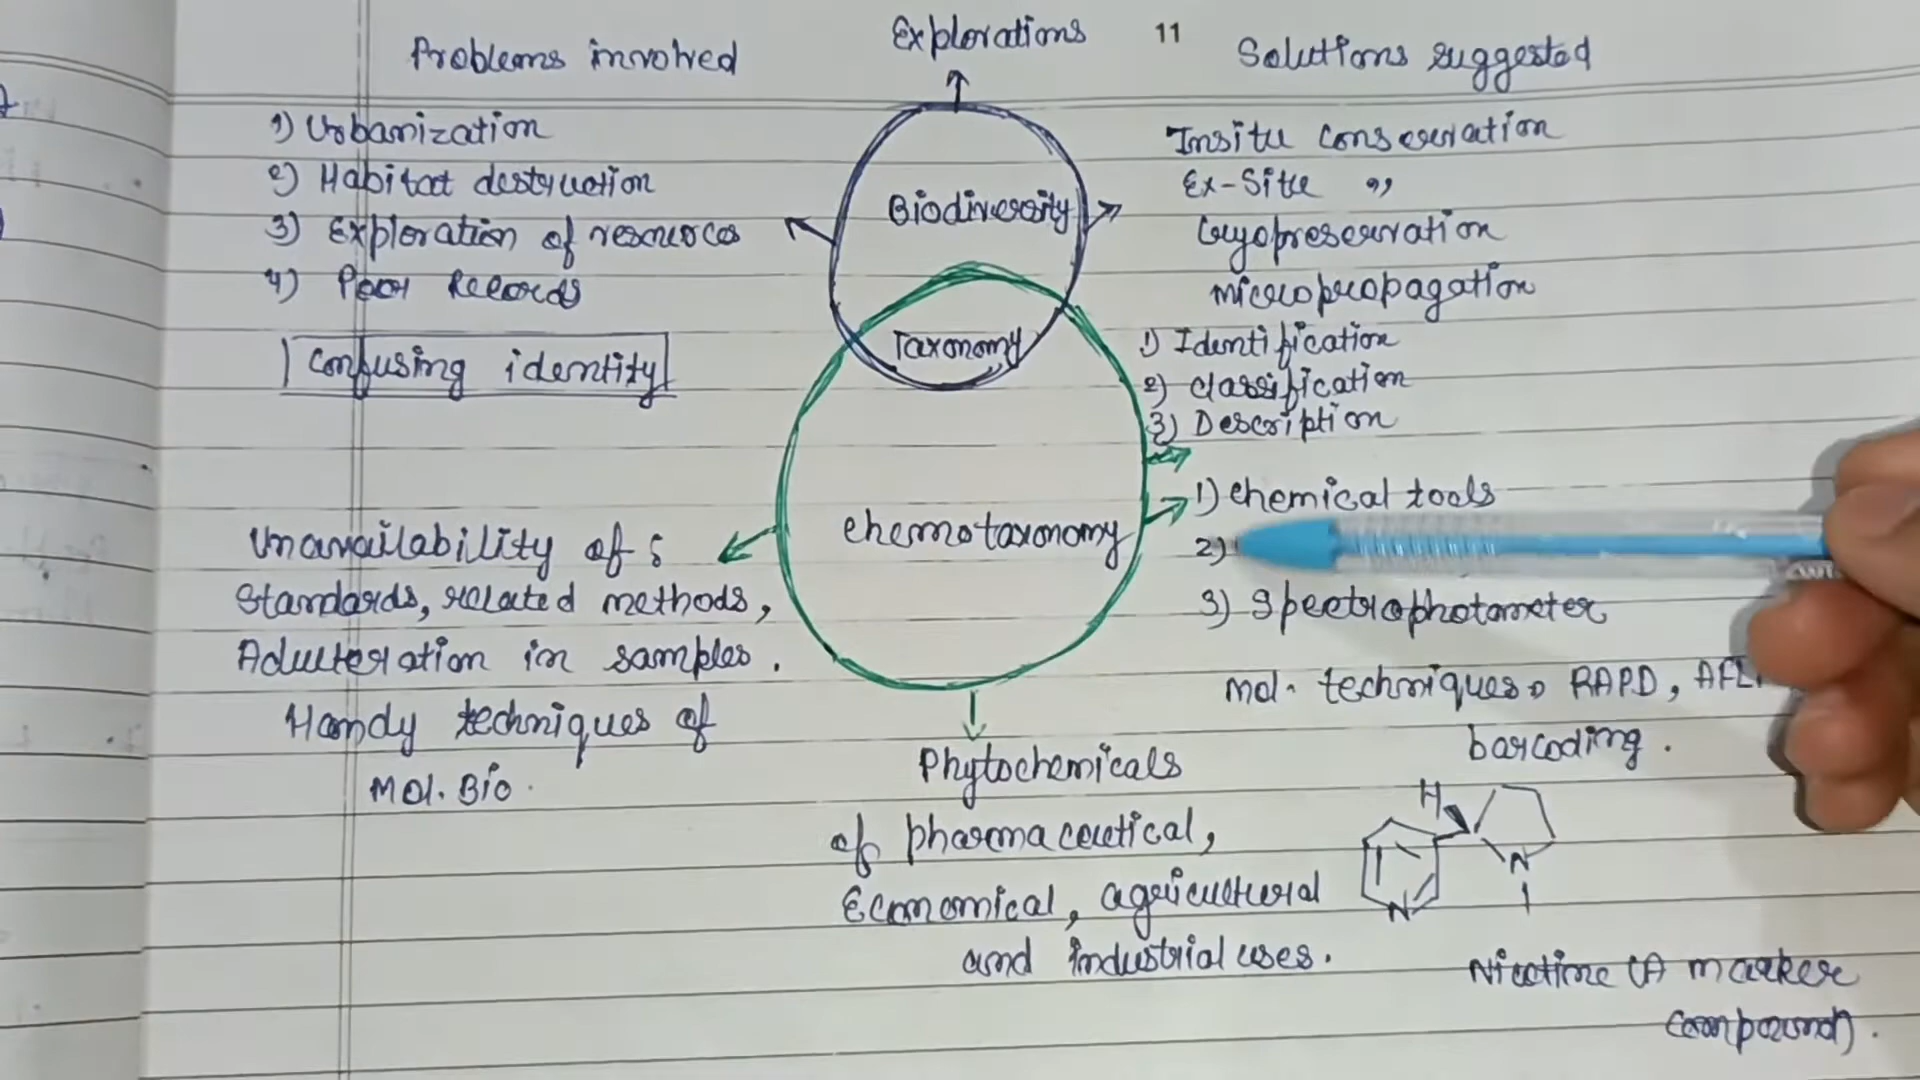 Explorations
11
Problems involved
1) Urbanization
2) Habitat destruction
3) Exploration of resources
4) Poor Records
Confusing identity
Biodiversity
Taxonomy
Chemotaxonomy
Solutions suggested
Insitu conservation
Ex-Situ ,,
Cryopreservation
micropropagation
1) Identification
2) classification
3) Description
1) chemical tools
2)
3) Spectrophotometer
mol. techniques, RAPD,
barcoding.
Unavailability of
Standards, related methods,
Adulteration in samples.
Handy techniques of
Mol. Bio.
Phytochemicals
of pharmaceutical,
Economical, agricultural
and industrial uses.
H
N
N
Nicotine (A marker
compound).